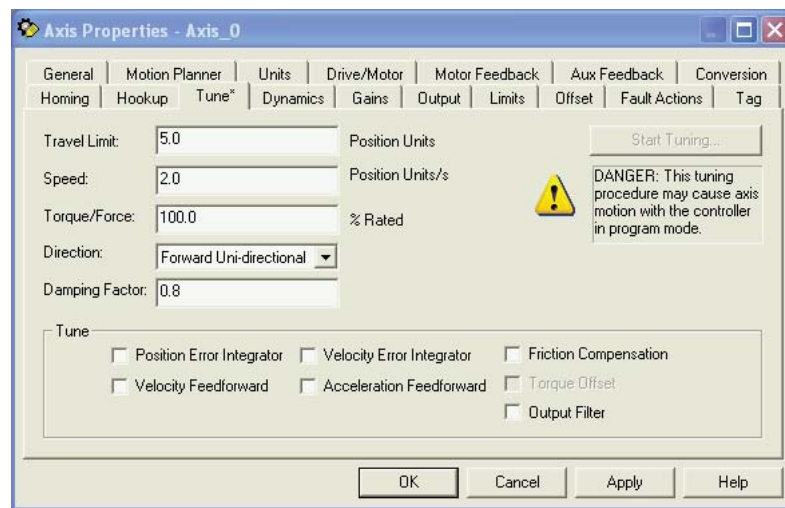 Axis Properties - Axis_0
General Motion Planner Units Drive/Motor Motor Feedback Aux Feedback Conversion
Homing Hookup Tune* Dynamics Gains Output Limits Offset Fault Actions Tag
Travel Limit: 5.0 Position Units Start Tuning...
Speed: 2.0 Position Units/s
DANGER: This tuning
procedure may cause axis
motion with the controller
in program mode.
Torque/Force: 100.0 % Rated
Direction: Forward Uni-directional
Damping Factor: 0.8
Tune
Position Error Integrator Velocity Error Integrator Friction Compensation
Velocity Feedforward Acceleration Feedforward Torque Offset
Output Filter
OK Cancel Apply Help